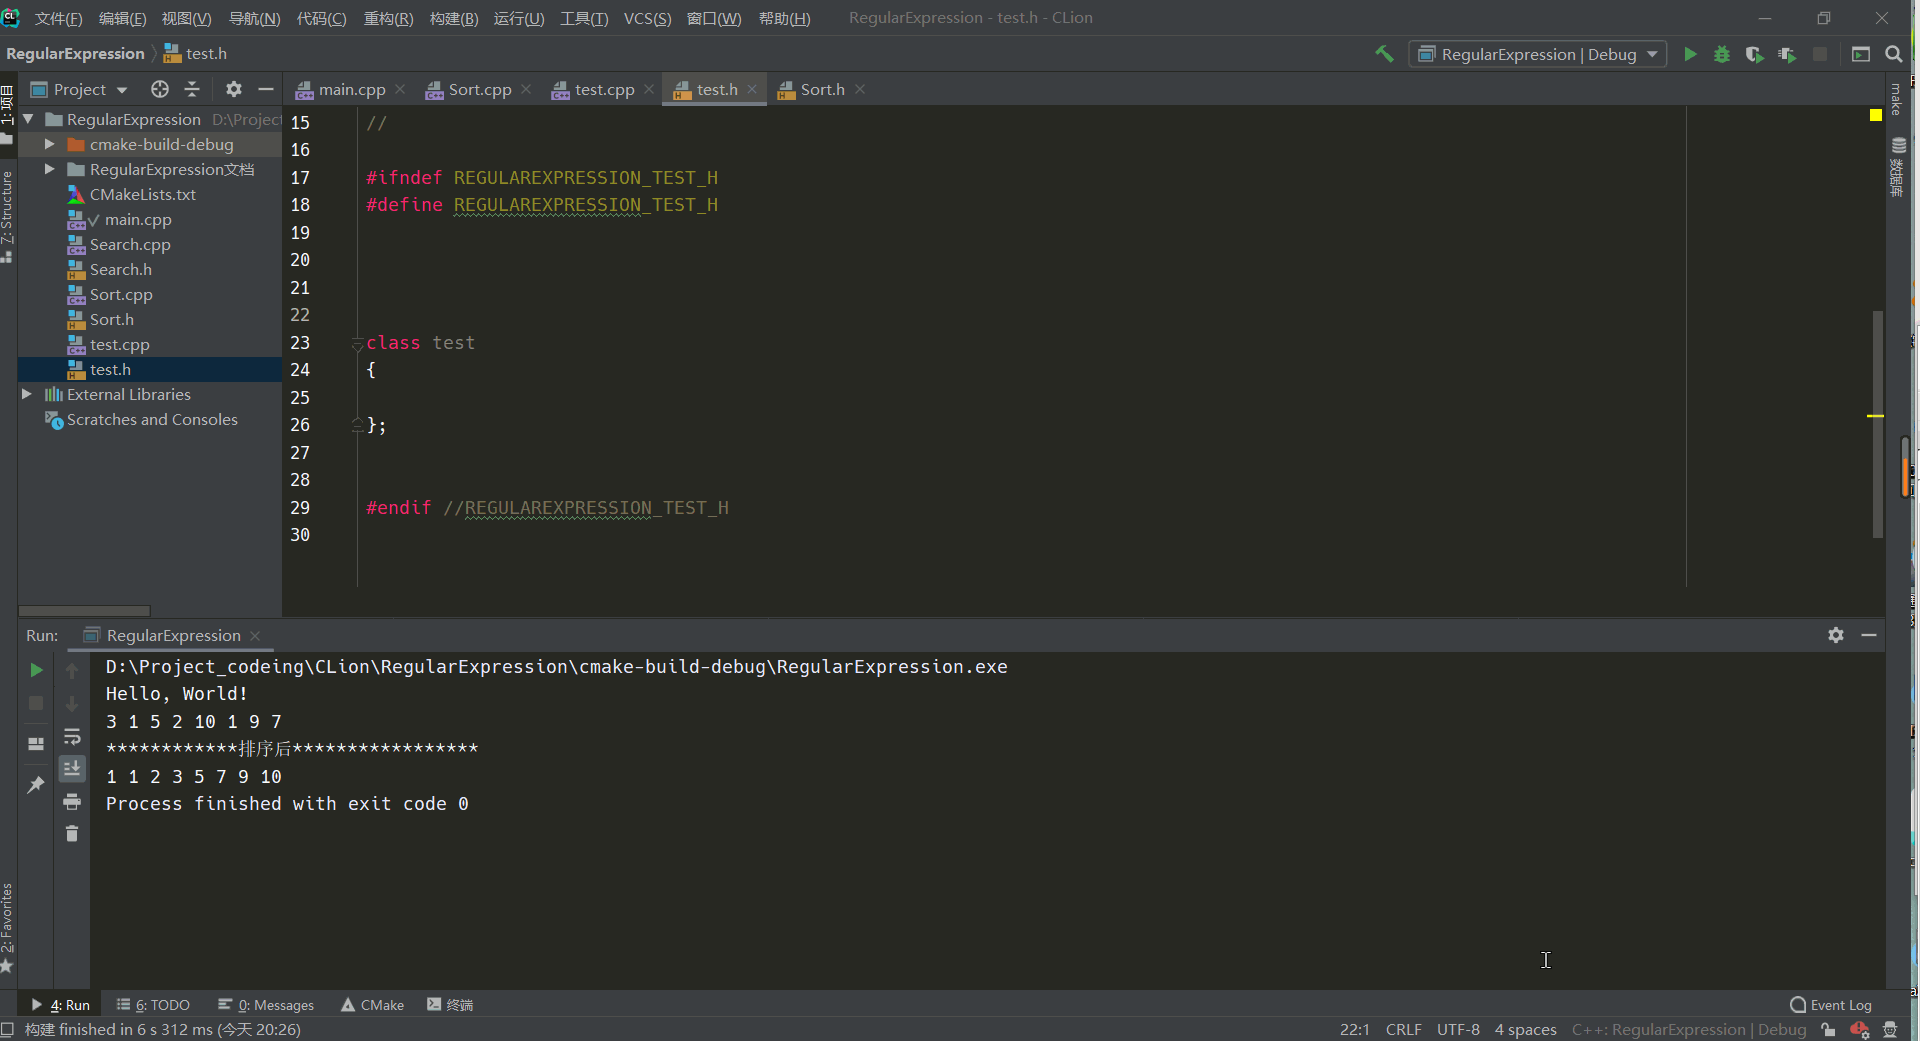 文件(F) 编辑(E) 视图(V) 导航(N) 代码(C) 重构(R) 构建(B) 运行(U) 工具(T) VCS(S) 窗口(W) 帮助(H) RegularExpression - test.h - CLion
RegularExpression test.h RegularExpression | Debug
1: 项目
Project main.cpp Sort.cpp test.cpp test.h Sort.h
make
数据库
Z: Structure
RegularExpression D:\Projec
cmake-build-debug
RegularExpression文档
CMakeLists.txt
main.cpp
Search.cpp
Search.h
Sort.cpp
Sort.h
test.cpp
test.h
External Libraries
Scratches and Consoles
15 //
16
17 #ifndef REGULAREXPRESSION_TEST_H
18 #define REGULAREXPRESSION_TEST_H
19
20
21
22
23 class test
24 {
25
26 };
27
28
29 #endif //REGULAREXPRESSION_TEST_H
30
Run: RegularExpression
D:\Project_codeing\CLion\RegularExpression\cmake-build-debug\RegularExpression.exe
Hello, World!
3 1 5 2 10 1 9 7
************排序后*****************
1 1 2 3 5 7 9 10
Process finished with exit code 0
2: Favorites
4: Run 6: TODO 0: Messages CMake 终端 Event Log
构建 finished in 6 s 312 ms (今天 20:26) 22:1 CRLF UTF-8 4 spaces C++: RegularExpression | Debug